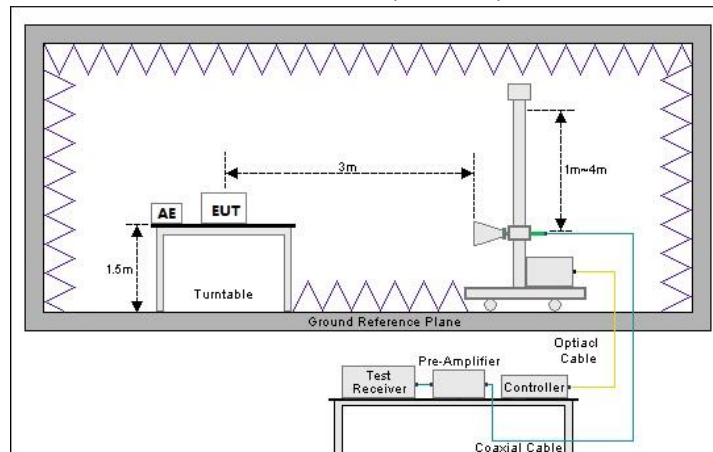 3m
1m~4m
AE
EUT
1.5m
Turntable
Ground Reference Plane
Optiacl
Cable
Pre-Amplifier
Test
Receiver
Controller
Coaxial Cable